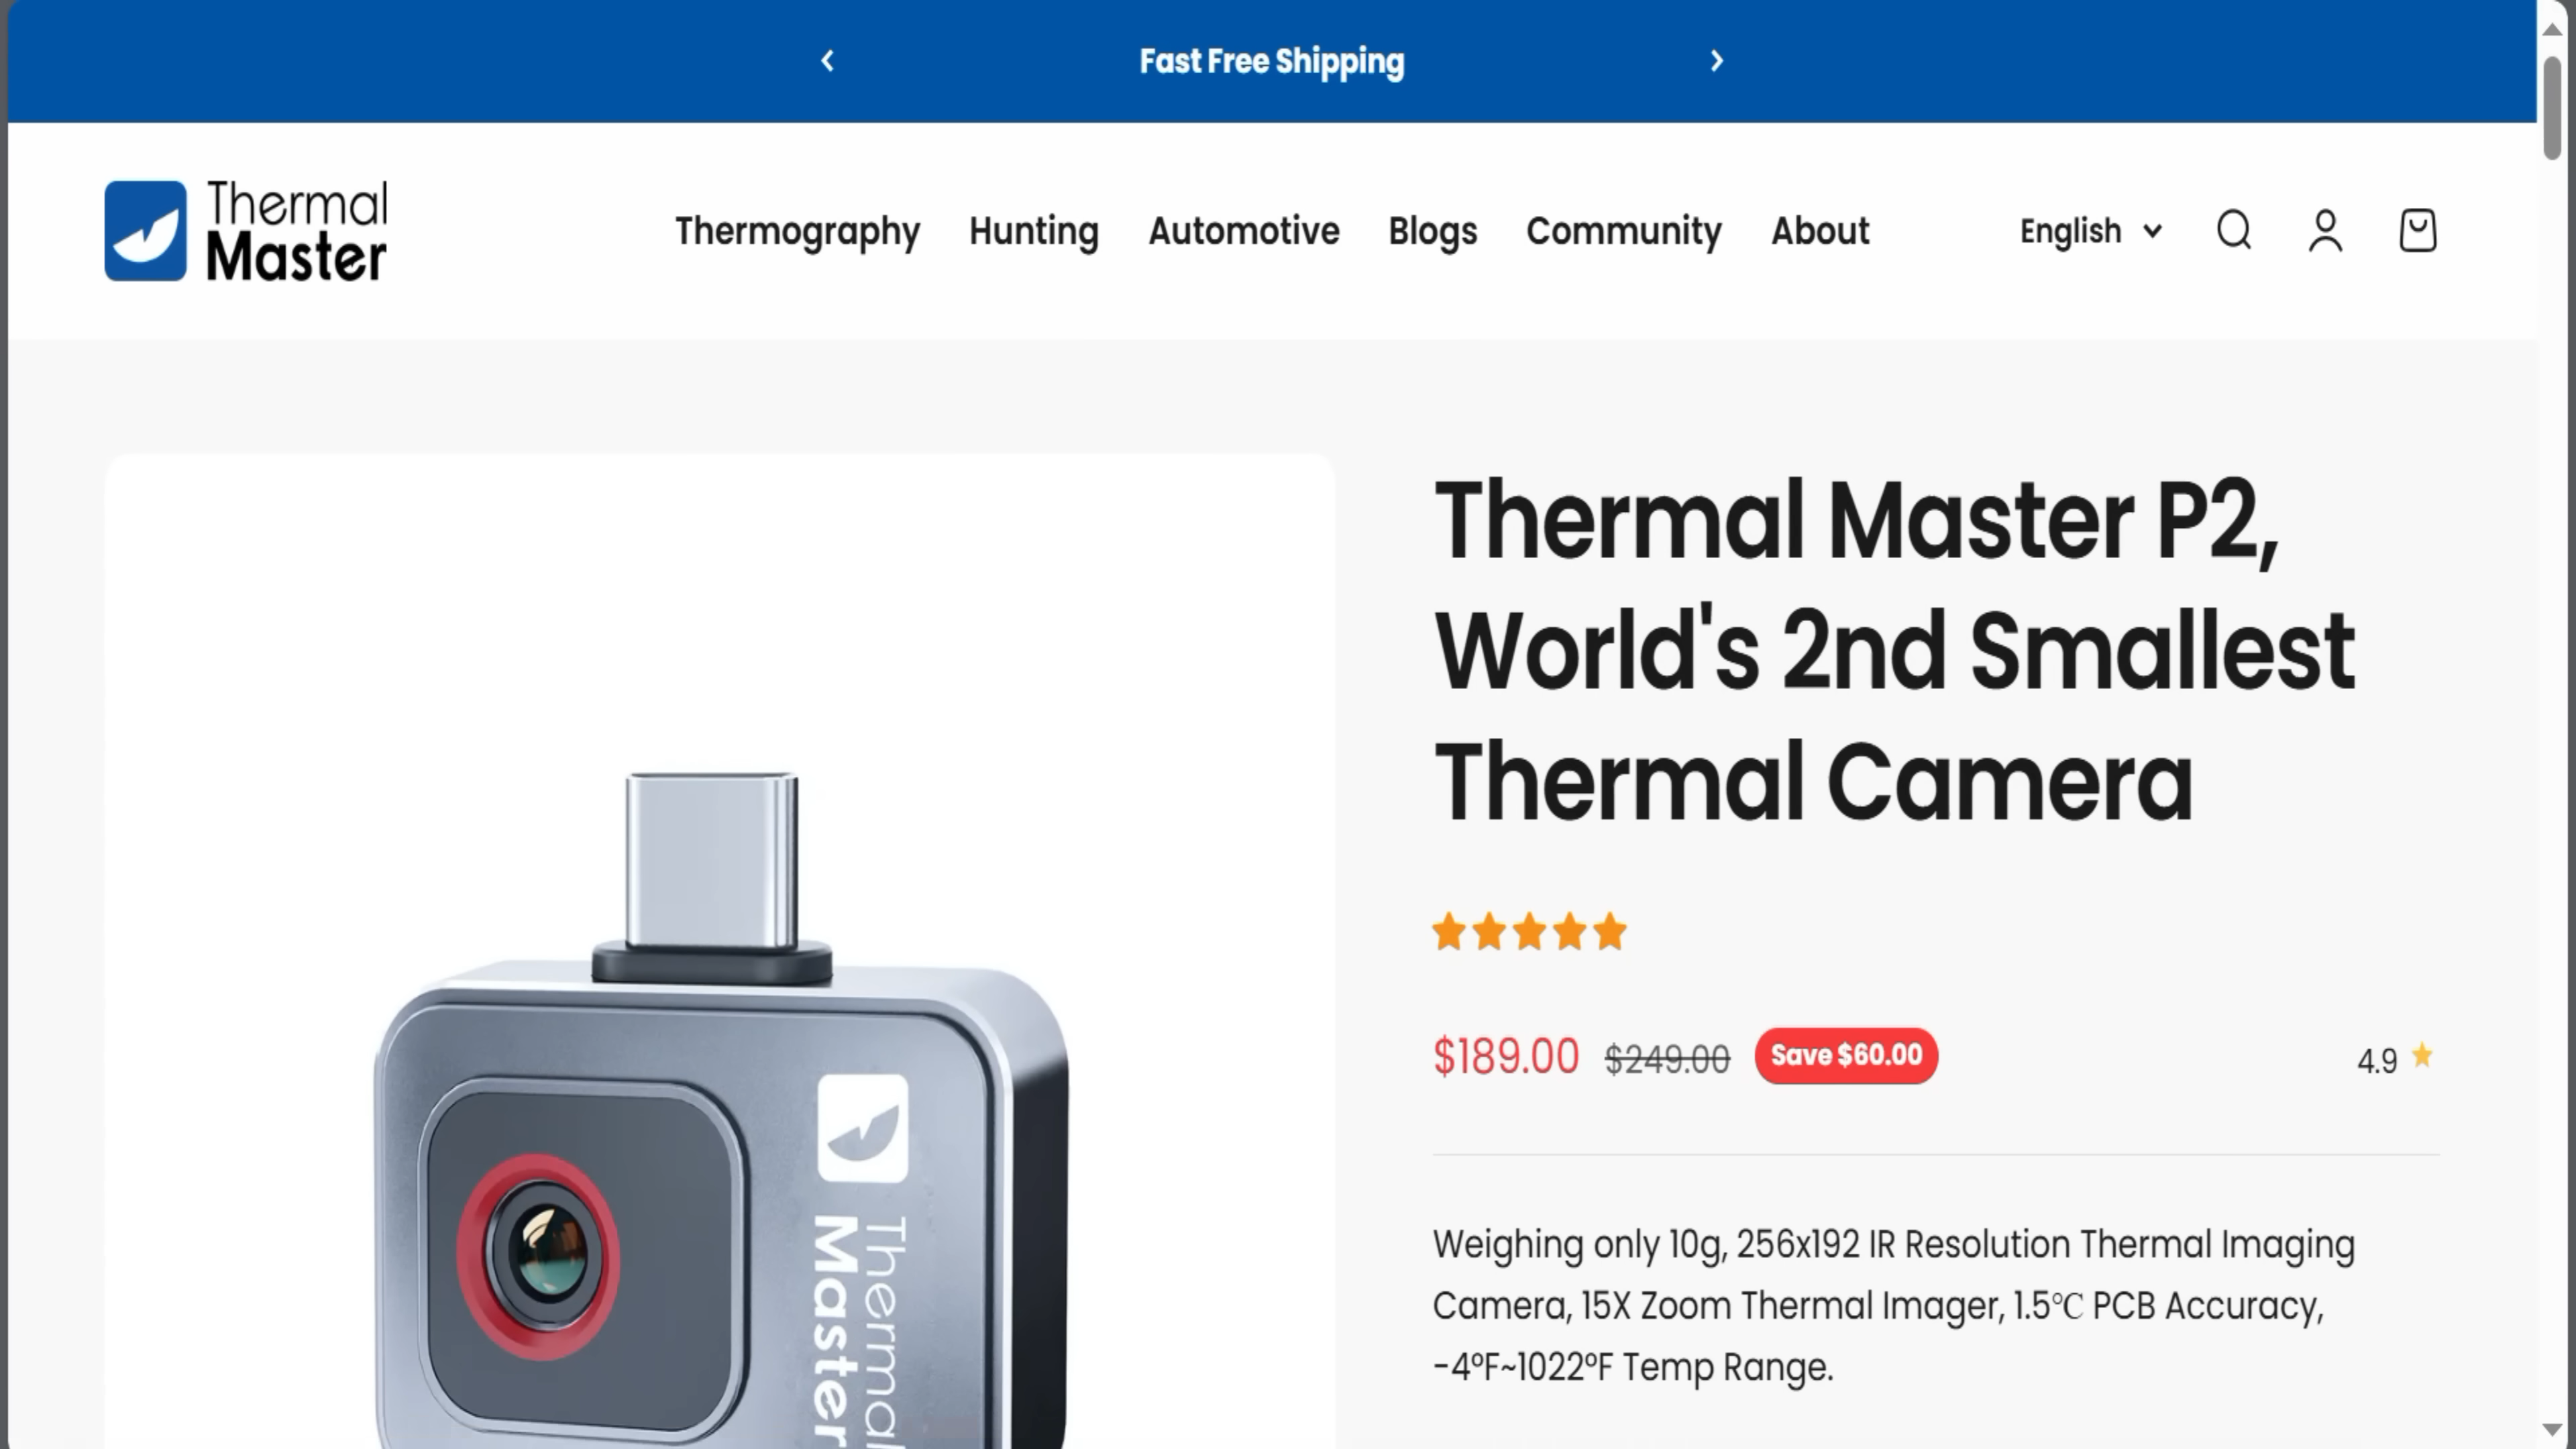 Fast Free Shipping
Thermal
Master
Thermography Hunting Automotive Blogs Community About English
Thermal Master P2,
World's 2nd Smallest
Thermal Camera
$189.00 $249.00 Save $60.00 4.9
Weighing only 10g, 256x192 IR Resolution Thermal Imaging
Camera, 15X Zoom Thermal Imager, 1.5℃ PCB Accuracy,
-4ºF~1022ºF Temp Range.
Thermal
Master